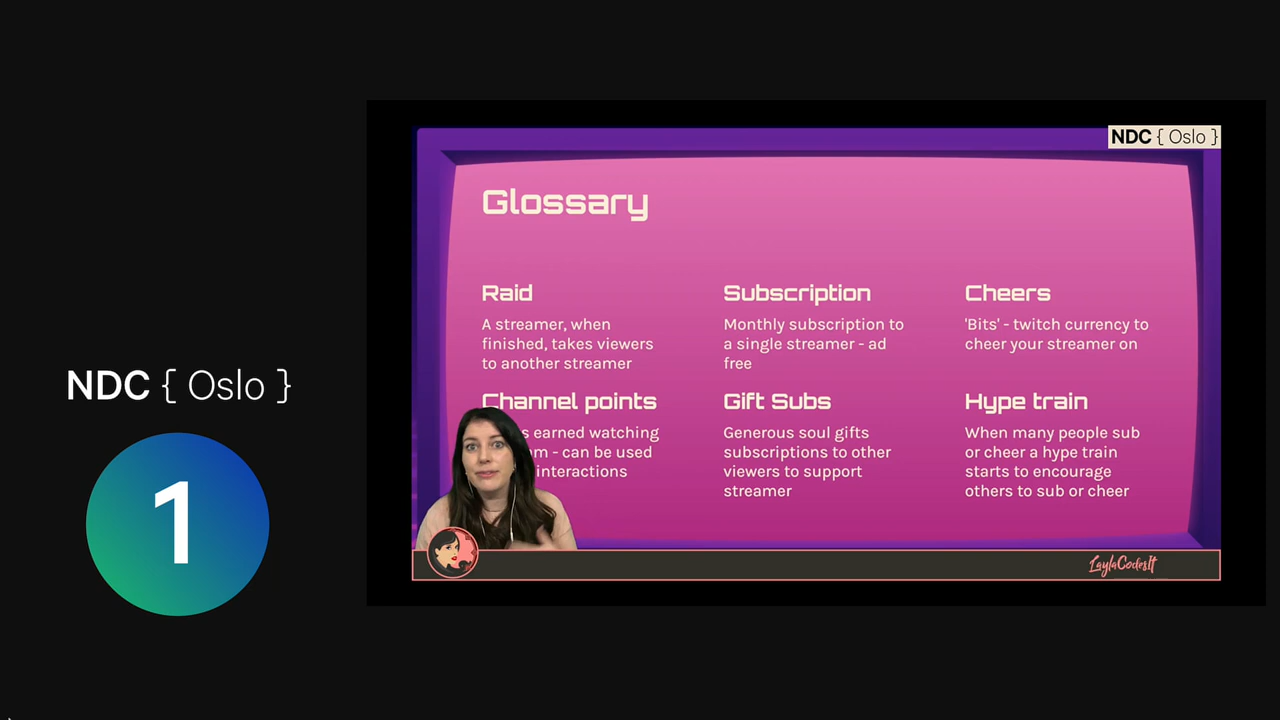 NDC { Oslo }
Glossary
Raid
Subscription
Cheers
A streamer, when
finished, takes viewers
to another streamer
Monthly subscription to
a single streamer - ad
free
'Bits' - twitch currency to
cheer your streamer on
Channel points
Gift Subs
Hype train
earned watching
- can be used
interactions
Generous soul gifts
subscriptions to other
viewers to support
streamer
When many people sub
or cheer a hype train
starts to encourage
others to sub or cheer
NDC { Oslo }
1
LaylaCodesIt